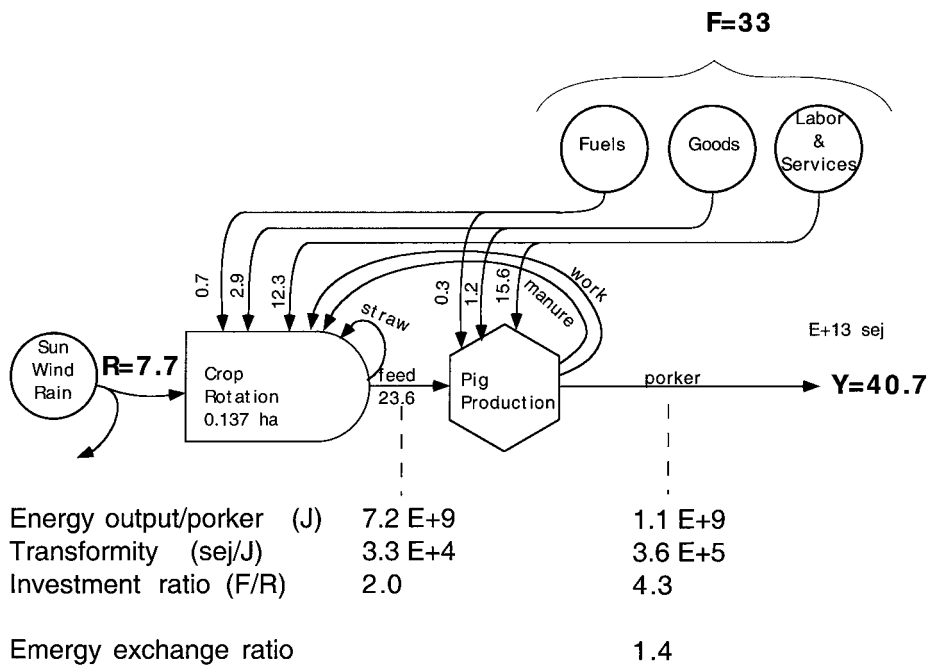 F=33
Fuels
Goods
Labor
&
Services
0.7
2.9
12.3
0.3
1.2
15.6
work
manure
straw
E+13 sej
Sun
Wind
Rain
R=7.7
Crop
Rotation
0.137 ha
feed
23.6
Pig
Production
porker
Y=40.7
Energy output/porker (J) 7.2 E+9 1.1 E+9
Transformity (sej/J) 3.3 E+4 3.6 E+5
Investment ratio (F/R) 2.0 4.3
Emergy exchange ratio 1.4